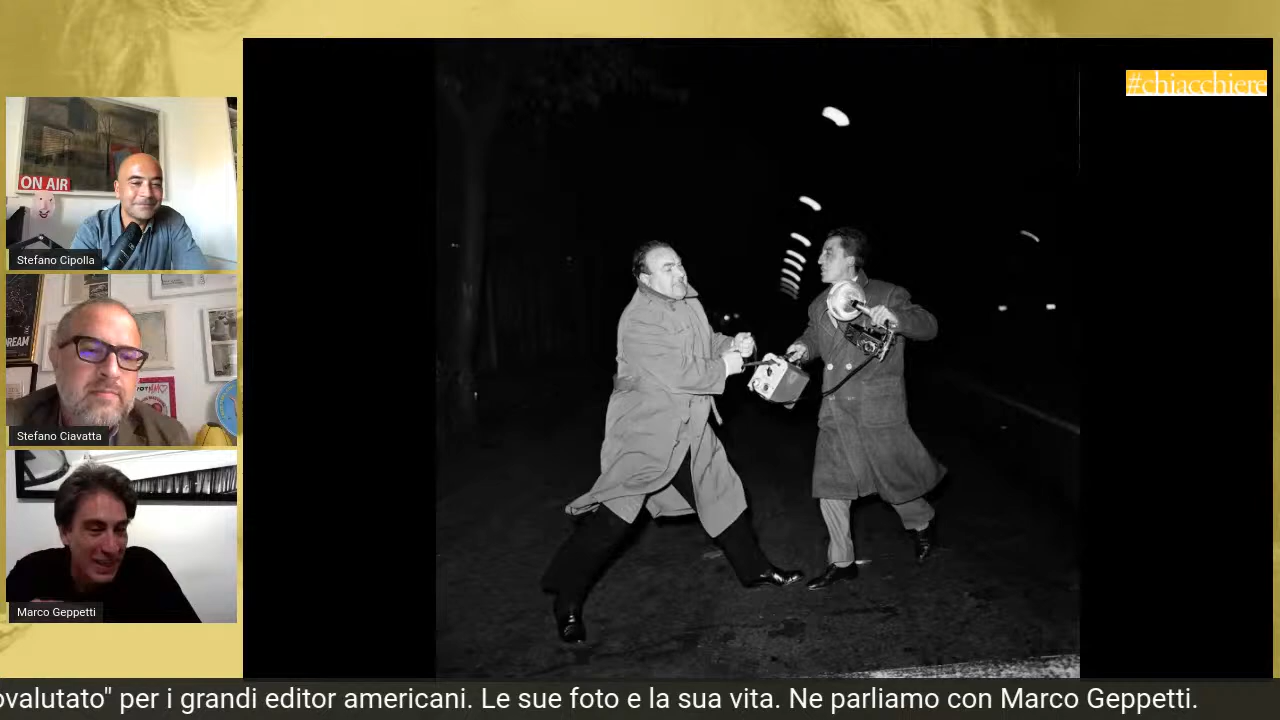 #chiacchiere
ON AIR
Stefano Cipolla
DREAM
Stefano Ciavatta
Marco Geppetti
ovalutato" per i grandi editor americani. Le sue foto e la sua vita. Ne parliamo con Marco Geppetti.